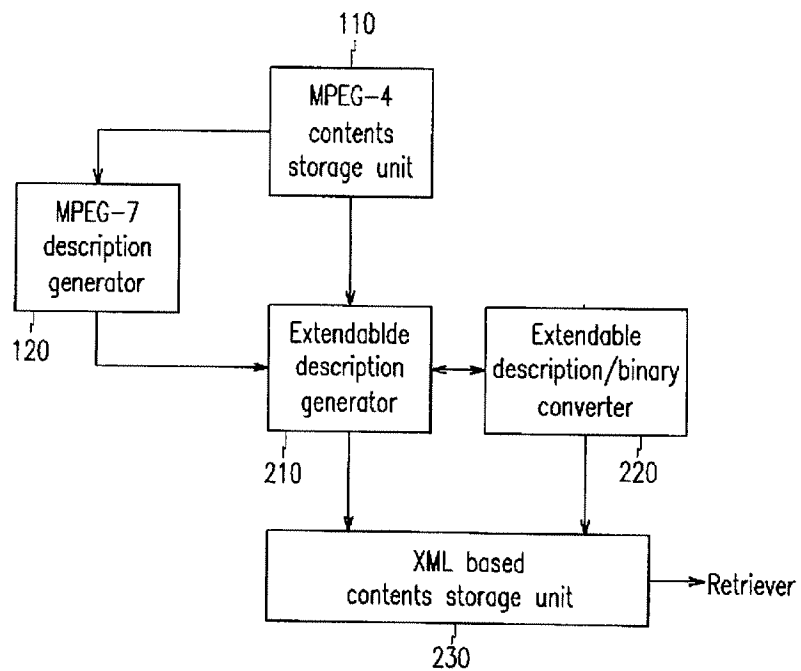 110
MPEG-4
contents
storage unit
MPEG-7
description
generator
120
Extendablde
description
generator
210
Extendable
description/binary
converter
220
XML based
contents storage unit
230
Retriever